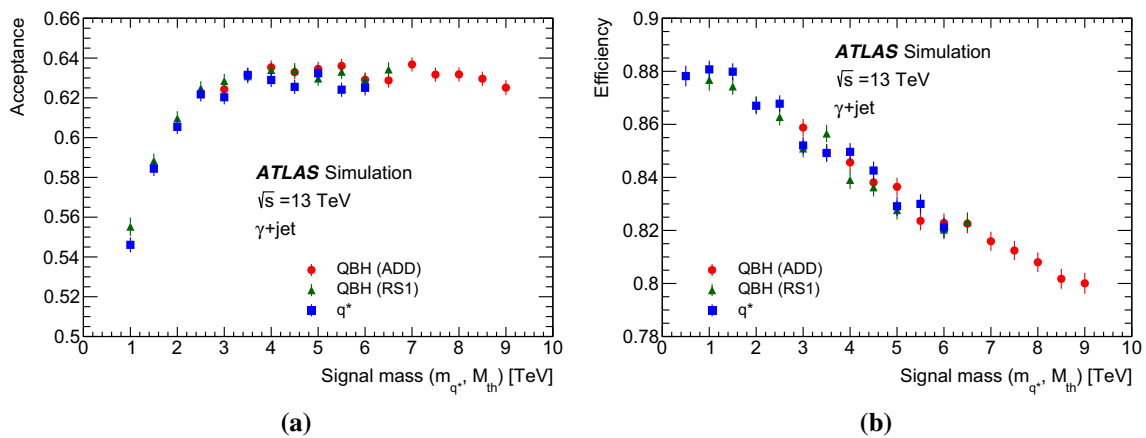 Acceptance
0.66
0.64
0.62
0.6
0.58
0.56
0.54
0.52
0.5
ATLAS Simulation
√s =13 TeV
γ+jet
QBH (ADD)
QBH (RS1)
q*
0 1 2 3 4 5 6 7 8 9 10
Signal mass (m_q*, M_th) [TeV]
(a)
Efficiency
0.9
0.88
0.86
0.84
0.82
0.8
0.78
ATLAS Simulation
√s =13 TeV
γ+jet
QBH (ADD)
QBH (RS1)
q*
0 1 2 3 4 5 6 7 8 9 10
Signal mass (m_q*, M_th) [TeV]
(b)